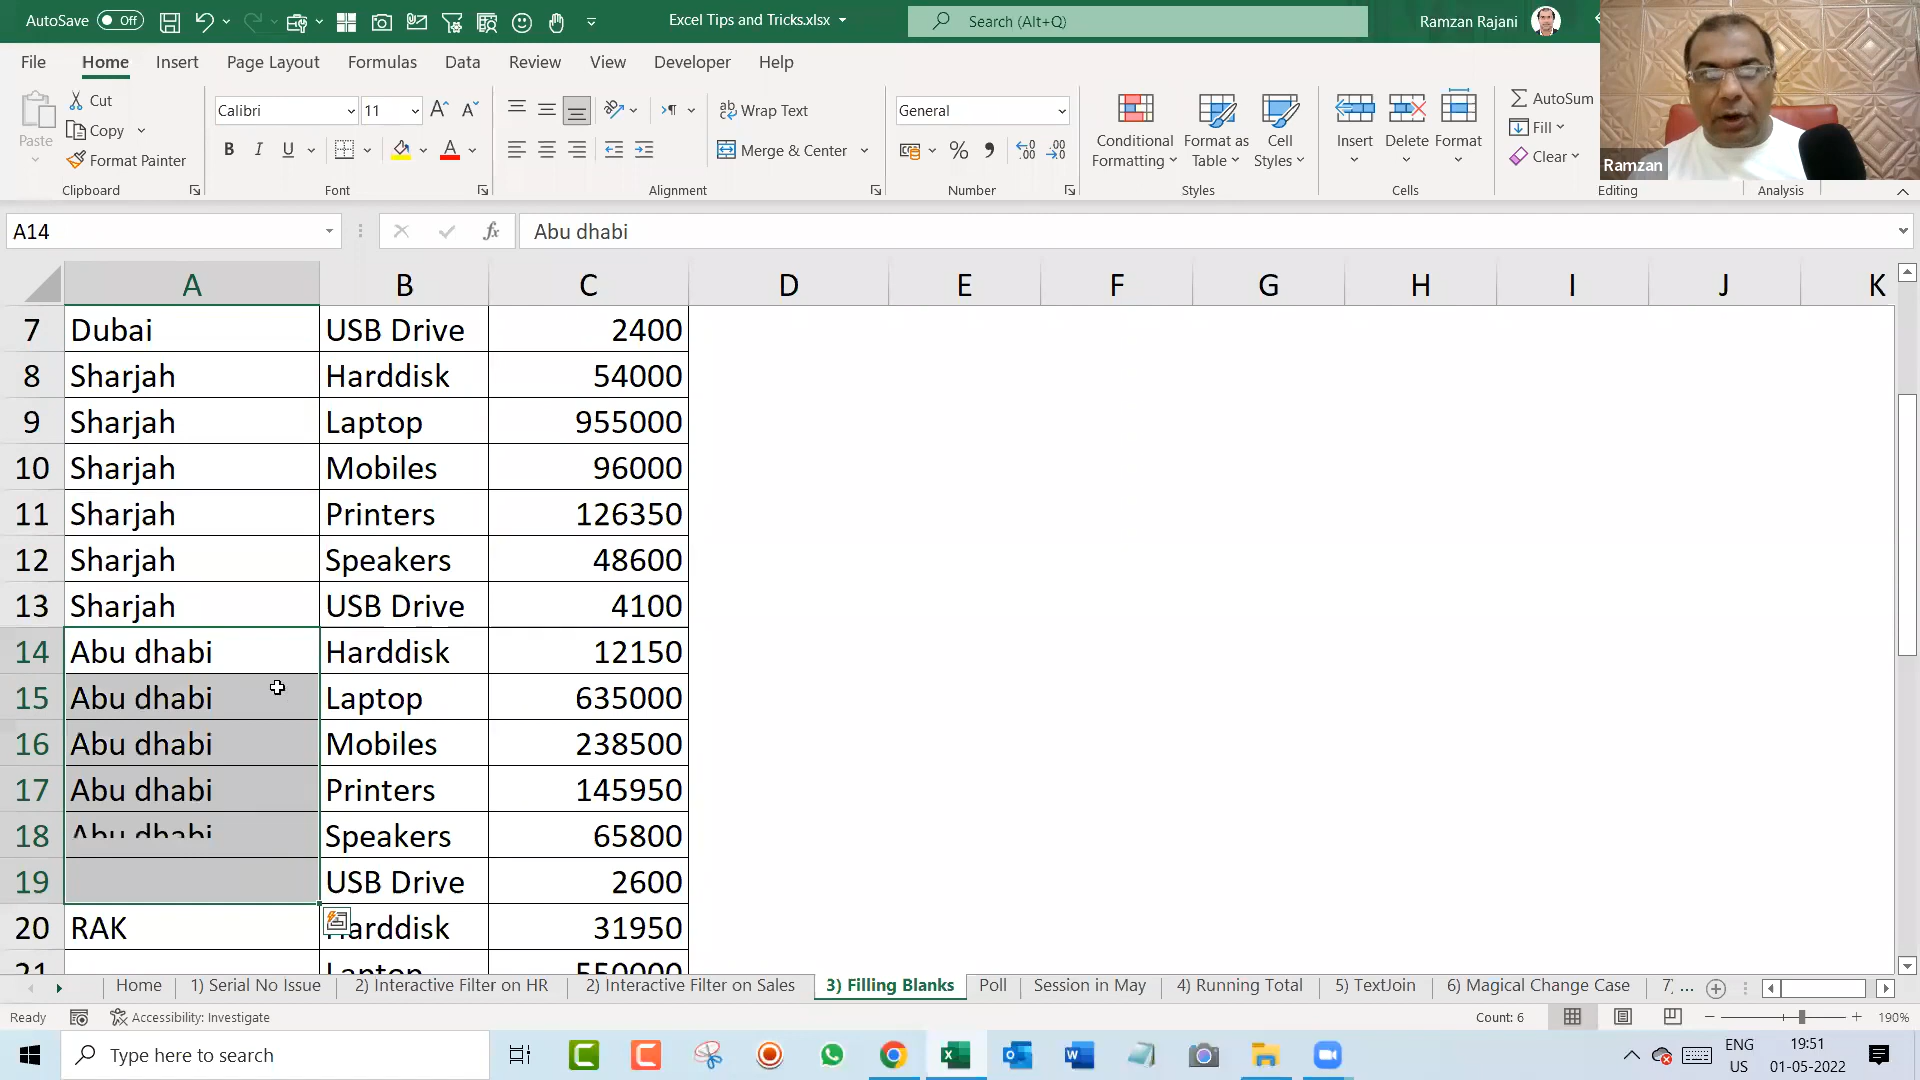 AutoSave Off Excel Tips and Tricks.xlsx Search (Alt+Q) Ramzan Rajani
File Home Insert Page Layout Formulas Data Review View Developer Help
Paste Cut Copy Format Painter
Calibri 11
B I U
Wrap Text
Merge & Center
General
Conditional Formatting
Format as Table
Cell Styles
Insert Delete Format
AutoSum
Fill
Clear
Clipboard Font Alignment Number Styles Cells Editing Analysis
Ramzan
A14 fx Abu dhabi
A B C D E F G H I J K
7 Dubai USB Drive 2400
8 Sharjah Harddisk 54000
9 Sharjah Laptop 955000
10 Sharjah Mobiles 96000
11 Sharjah Printers 126350
12 Sharjah Speakers 48600
13 Sharjah USB Drive 4100
14 Abu dhabi Harddisk 12150
15 Abu dhabi Laptop 635000
16 Abu dhabi Mobiles 238500
17 Abu dhabi Printers 145950
18 Abu dhabi Speakers 65800
19 USB Drive 2600
20 RAK Harddisk 31950
21 Laptop 550000
Home 1) Serial No Issue 2) Interactive Filter on HR 2) Interactive Filter on Sales 3) Filling Blanks Poll Session in May 4) Running Total 5) TextJoin 6) Magical Change Case 7) ...
Ready Accessibility: Investigate Count: 6 190%
Type here to search ENG US 19:51 01-05-2022